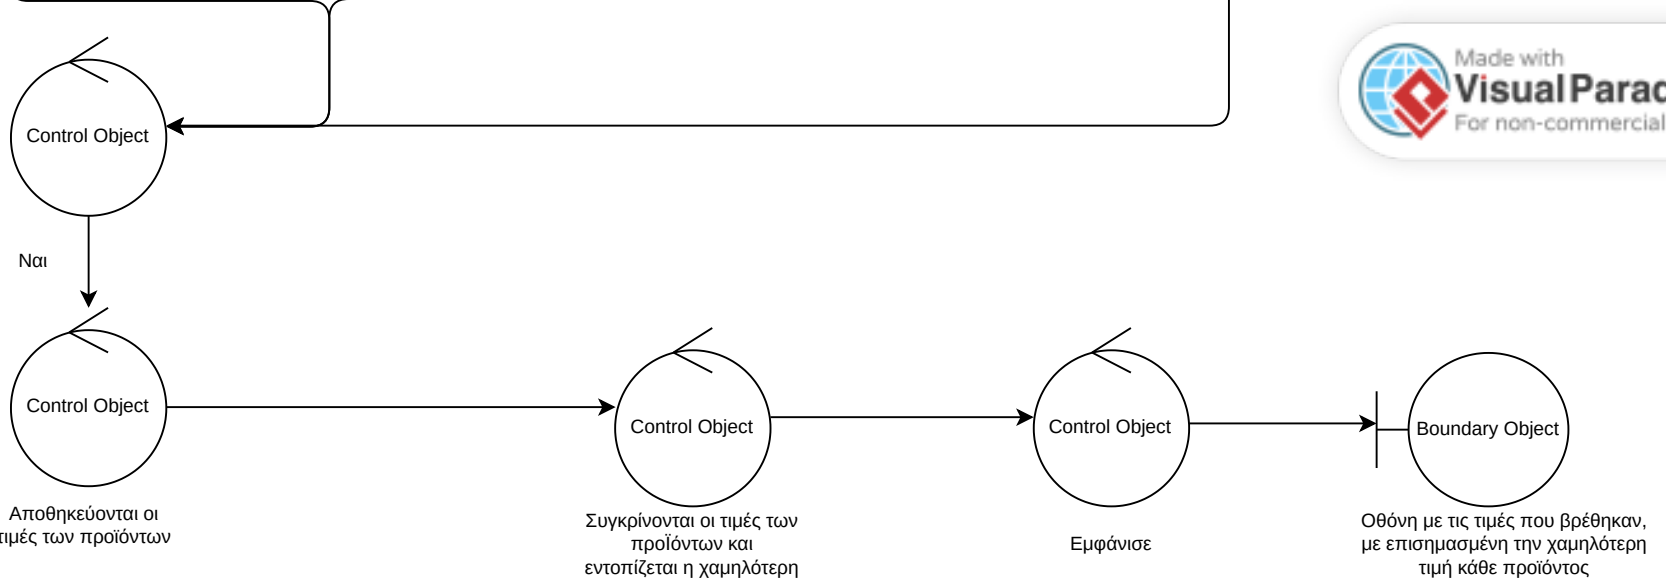 Made with
Visual Parad
For non-commercial
Control Object
Ναι
Control Object
Control Object
Control Object
Boundary Object
Αποθηκεύονται οι
τιμές των προϊόντων
Συγκρίνονται οι τιμές των
προΪόντων και
εντοπίζεται η χαμηλότερη
Εμφάνισε
Οθόνη με τις τιμές που βρέθηκαν,
με επισημασμένη την χαμηλότερη
τιμή κάθε προϊόντος